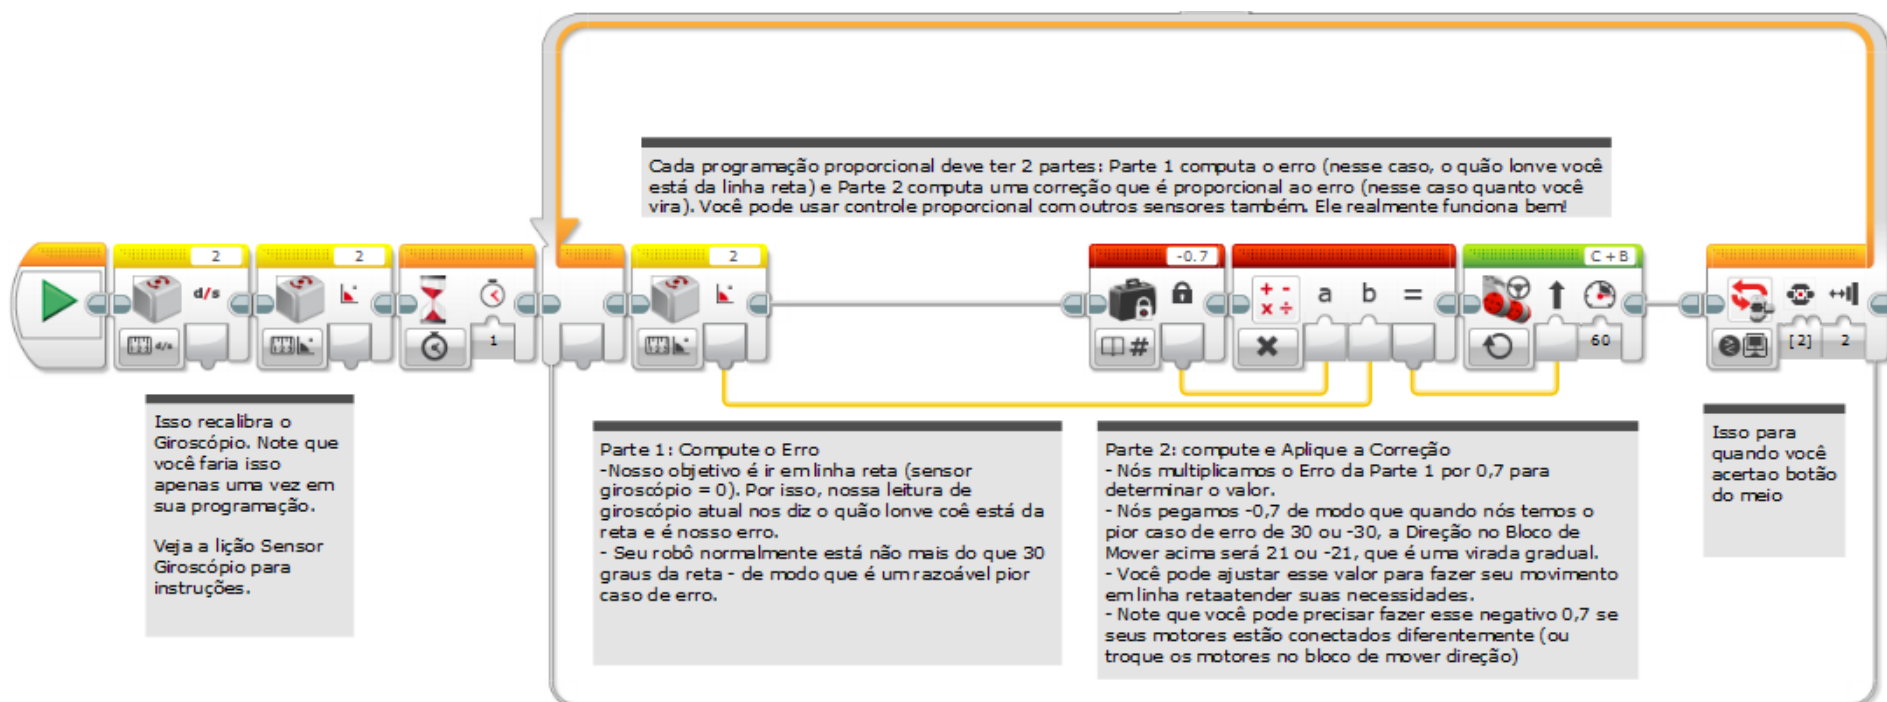 Cada programação proporcional deve ter 2 partes: Parte 1 computa o erro (nesse caso, o quão lonve você
está da linha reta) e Parte 2 computa uma correção que é proporcional ao erro (nesse caso quanto você
vira). Você pode usar controle proporcional com outros sensores também. Ele realmente funciona bem!
2
2
2
-0.7
C + B
d/s
a b =
d/s
1
#
60
[2]
2
Isso recalibra o
Giroscópio. Note que
você faria isso
apenas uma vez em
sua programação.
Veja a lição Sensor
Giroscópio para
instruções.
Parte 1: Compute o Erro
-Nosso objetivo é ir em linha reta (sensor
giroscópio = 0). Por isso, nossa leitura de
giroscópio atual nos diz o quão lonve coê está da
reta e é nosso erro.
- Seu robô normalmente está não mais do que 30
graus da reta - de modo que é um razoável pior
caso de erro.
Parte 2: compute e Aplique a Correção
- Nós multiplicamos o Erro da Parte 1 por 0,7 para
determinar o valor.
- Nós pegamos -0,7 de modo que quando nós temos o
pior caso de erro de 30 ou -30, a Direção no Bloco de
Mover acima será 21 ou -21, que é uma virada gradual.
- Você pode ajustar esse valor para fazer seu movimento
em linha retaatender suas necessidades.
- Note que você pode precisar fazer esse negativo 0,7 se
seus motores estão conectados diferentemente (ou
troque os motores no bloco de mover direção)
Isso para
quando você
acertao botão
do meio